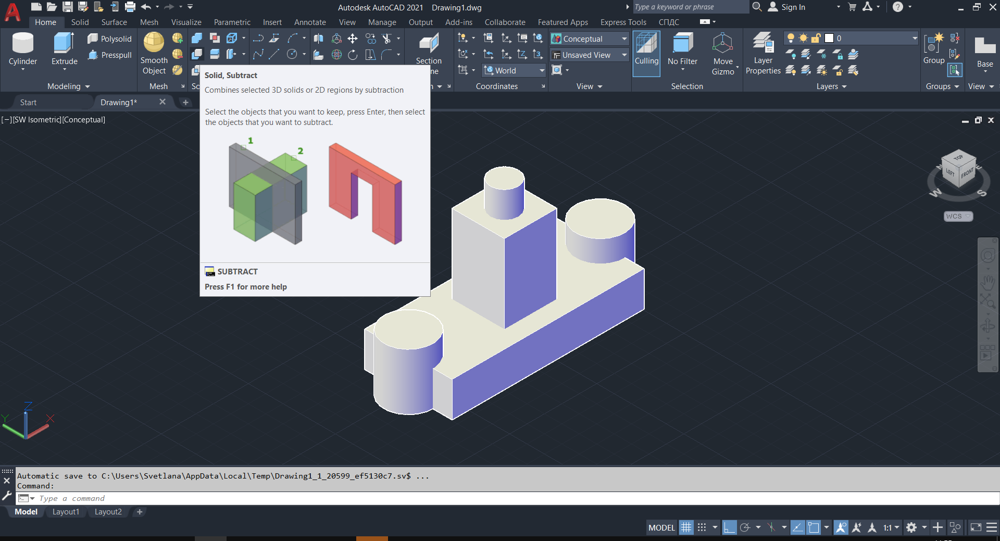 Autodesk AutoCAD 2021 Drawing1.dwg
Type a keyword or phrase
Sign In
Home Solid Surface Mesh Visualize Parametric Insert Annotate View Manage Output Add-ins Collaborate Featured Apps Express Tools СПДС
Cylinder
Extrude
Polysolid
Presspull
Modeling
Smooth
Object
Mesh
Section
Conceptual
Unsaved View
World
Coordinates
View
Culling
No Filter
Move
Gizmo
Selection
Layer
Properties
0
Layers
Group
Groups
Base
View
Start
Drawing1*
[−][SW Isometric][Conceptual]
Solid, Subtract
Combines selected 3D solids or 2D regions by subtraction
Select the objects that you want to keep, press Enter, then select
the objects that you want to subtract.
1
2
SUBTRACT
Press F1 for more help
TOP
LEFT
FRONT
W
S
WCS
Z
Y
X
Automatic save to C:\Users\Svetlana\AppData\Local\Temp\Drawing1_1_20599_ef5130c7.sv$ ...
Command:
Type a command
Model
Layout1
Layout2
MODEL
1:1